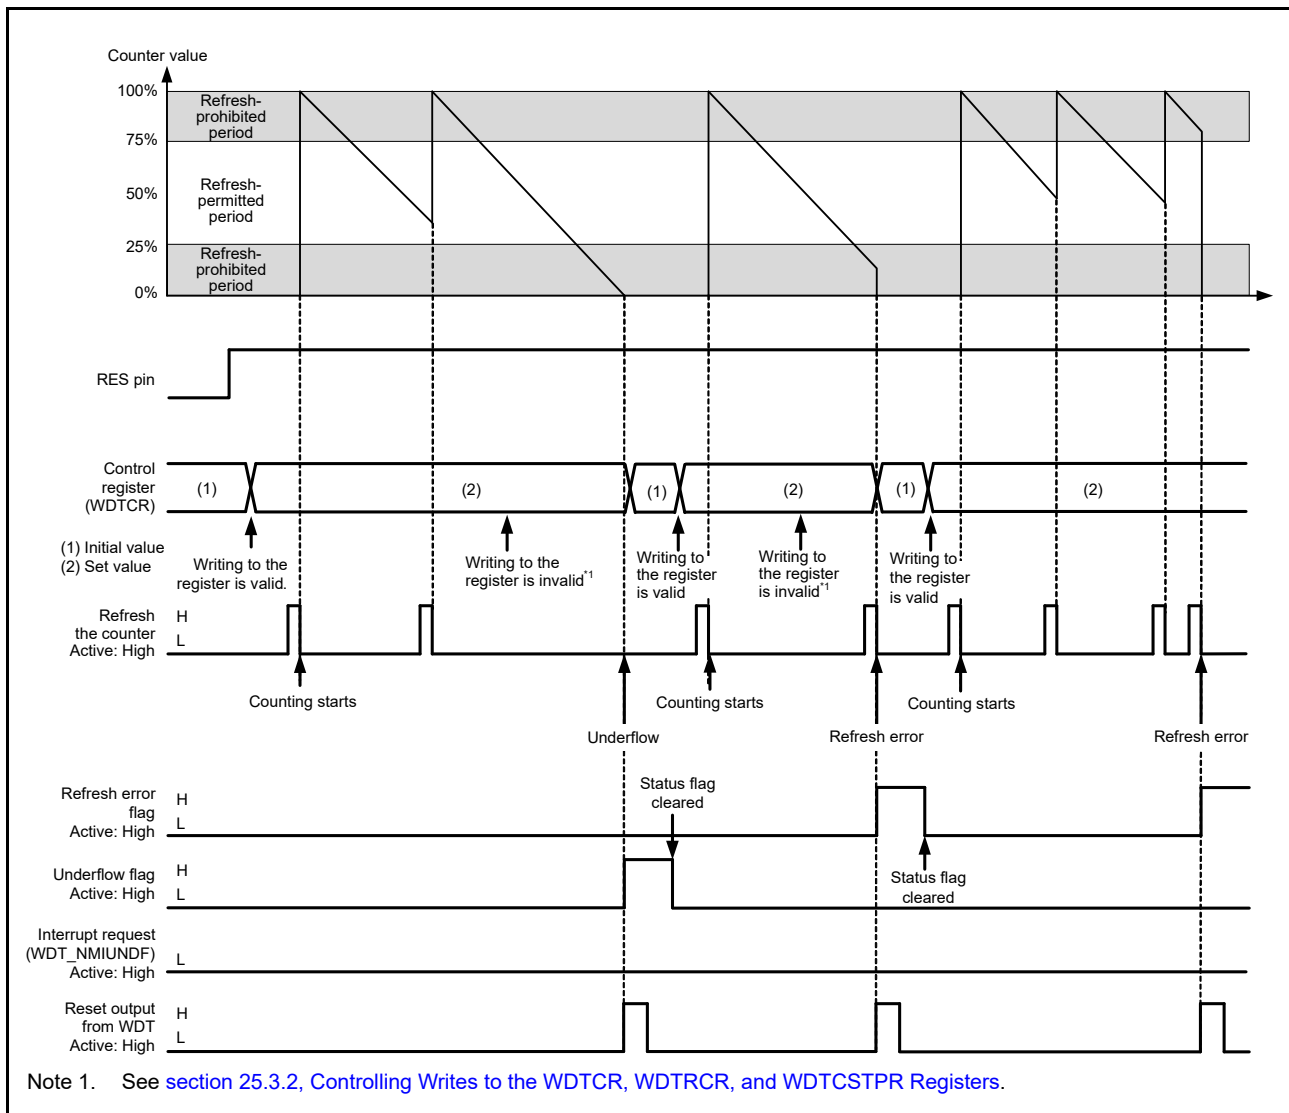 Counter value
100%
Refresh-
prohibited
period
75%
50%
Refresh-
permitted
period
25%
Refresh-
prohibited
period
0%
RES pin
Control
register
(WDTCR)
(1)
(2)
(1)
(2)
(1)
(2)
(1) Initial value
(2) Set value
Writing to the
register is valid.
Writing to the
register is invalid*1
Writing to
the register
is valid
Writing to
the register
is invalid*1
Writing to
the register
is valid
Refresh
the counter
Active: High
H
L
Counting starts
Counting starts
Counting starts
Underflow
Refresh error
Refresh error
Refresh error
flag
Active: High
H
L
Status flag
cleared
Status flag
cleared
Underflow flag
Active: High
H
L
Interrupt request
(WDT_NMIUNDF)
Active: High
L
Reset output
from WDT
Active: High
H
L
Note 1. See section 25.3.2, Controlling Writes to the WDTCR, WDTRCR, and WDTCSTPR Registers.